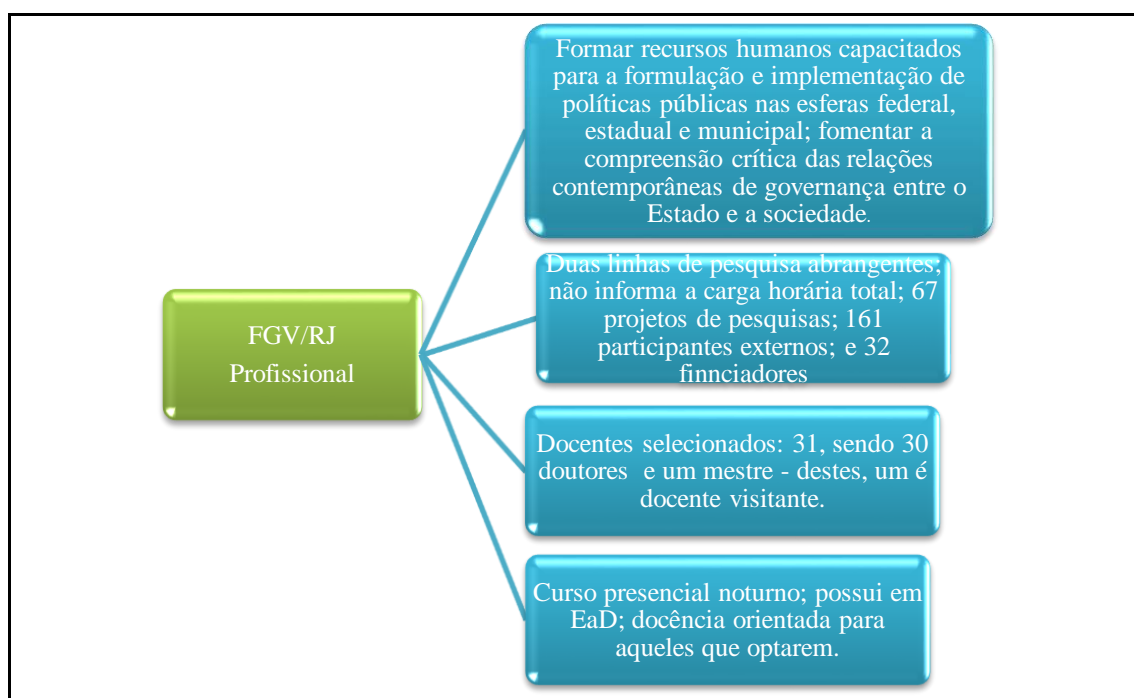 Formar recursos humanos capacitados
para a formulação e implementação de
políticas públicas nas esferas federal,
estadual e municipal; fomentar a
compreensão crítica das relações
contemporâneas de governança entre o
Estado e a sociedade.
Duas linhas de pesquisa abrangentes;
não informa a carga horária total; 67
projetos de pesquisas; 161
participantes externos; e 32
finnciadores
FGV/RJ
Profissional
Docentes selecionados: 31, sendo 30
doutores e um mestre - destes, um é
docente visitante.
Curso presencial noturno; possui em
EaD; docência orientada para
aqueles que optarem.